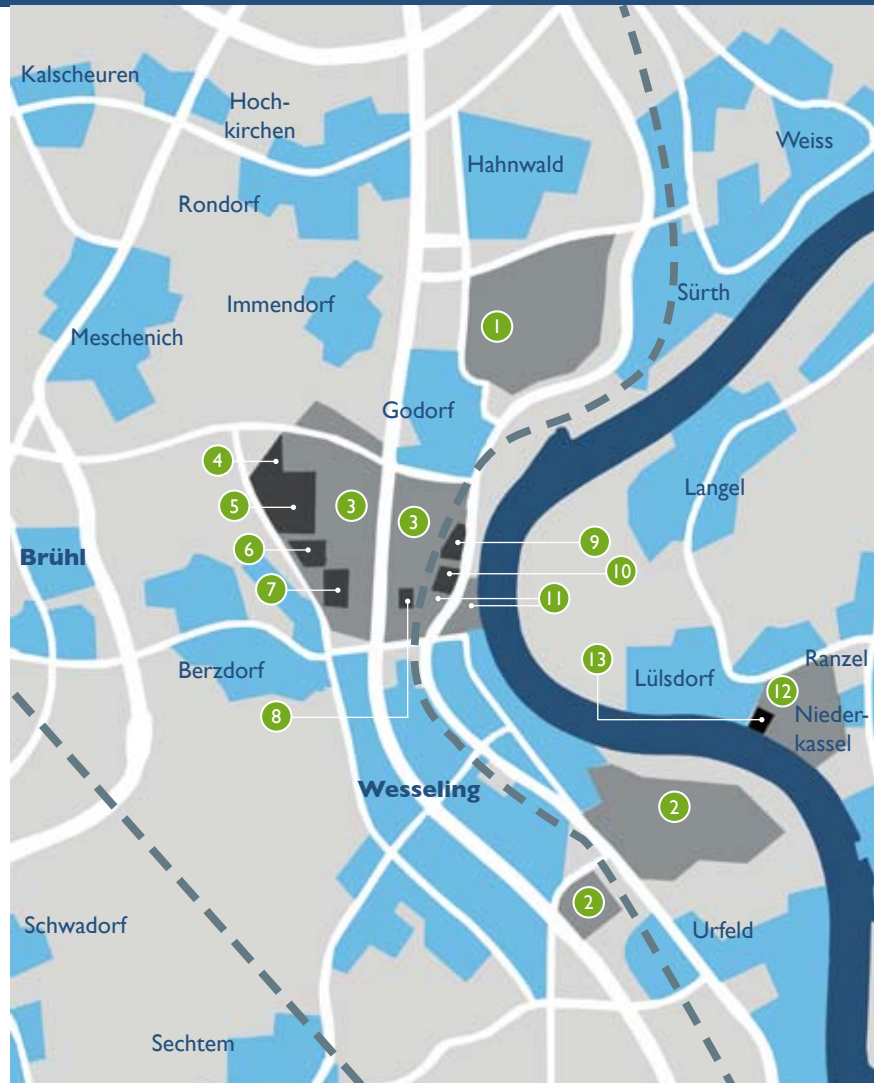 Kalscheuren
Hoch-
kirchen
Weiss
Hahnwald
Rondorf
Sürth
Immendorf
1
Meschenich
Godorf
4
Langel
5
3
3
9
Brühl
6
10
7
11
13
Ranzel
Berzdorf
Lülsdorf
12
8
Nieder-
kassel
Wesseling
2
2
Schwadorf
Urfeld
Sechtem